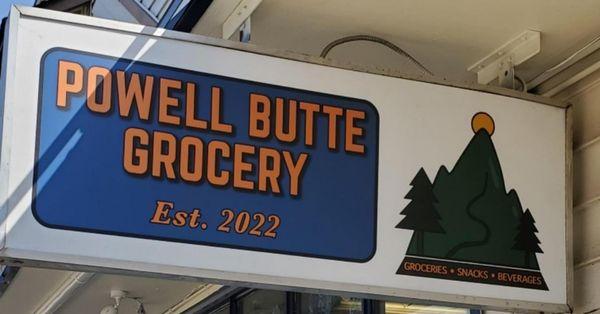 POWELL BUTTE
GROCERY
Est. 2022
GROCERIES • SNACKS • BEVERAGES